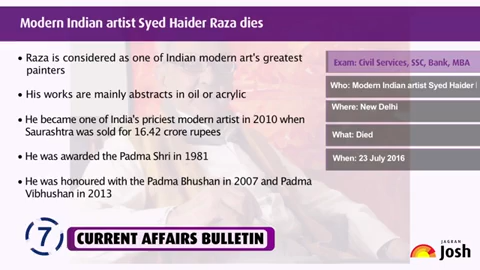 Modern Indian artist Syed Haider Raza dies
• Raza is considered as one of Indian modern art's greatest
painters
• His works are mainly abstracts in oil or acrylic
• He became one of India's priciest modern artist in 2010 when
Saurashtra was sold for 16.42 crore rupees
• He was awarded the Padma Shri in 1981
• He was honoured with the Padma Bhushan in 2007 and Padma
Vibhushan in 2013
Exam: Civil Services, SSC, Bank, MBA
Who: Modern Indian artist Syed Haider
Where: New Delhi
What: Died
When: 23 July 2016
7 CURRENT AFFAIRS BULLETIN
JAGRAN
Josh